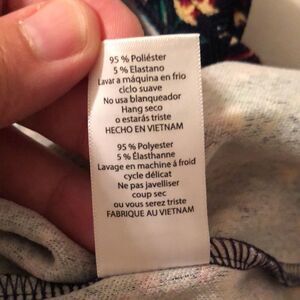 95 % Poliéster
5 % Elastano
Lavar a máquina en frio
ciclo suave
No usa blanqueador
Hang seco
o estarás triste
HECHO EN VIETNAM
95 % Polyester
5 % Élasthanne
Lavage en machine á froid
cycle délicat
Ne pas javelliser
coup sec
ou vous serez triste
FABRIQUE AU VIETNAM